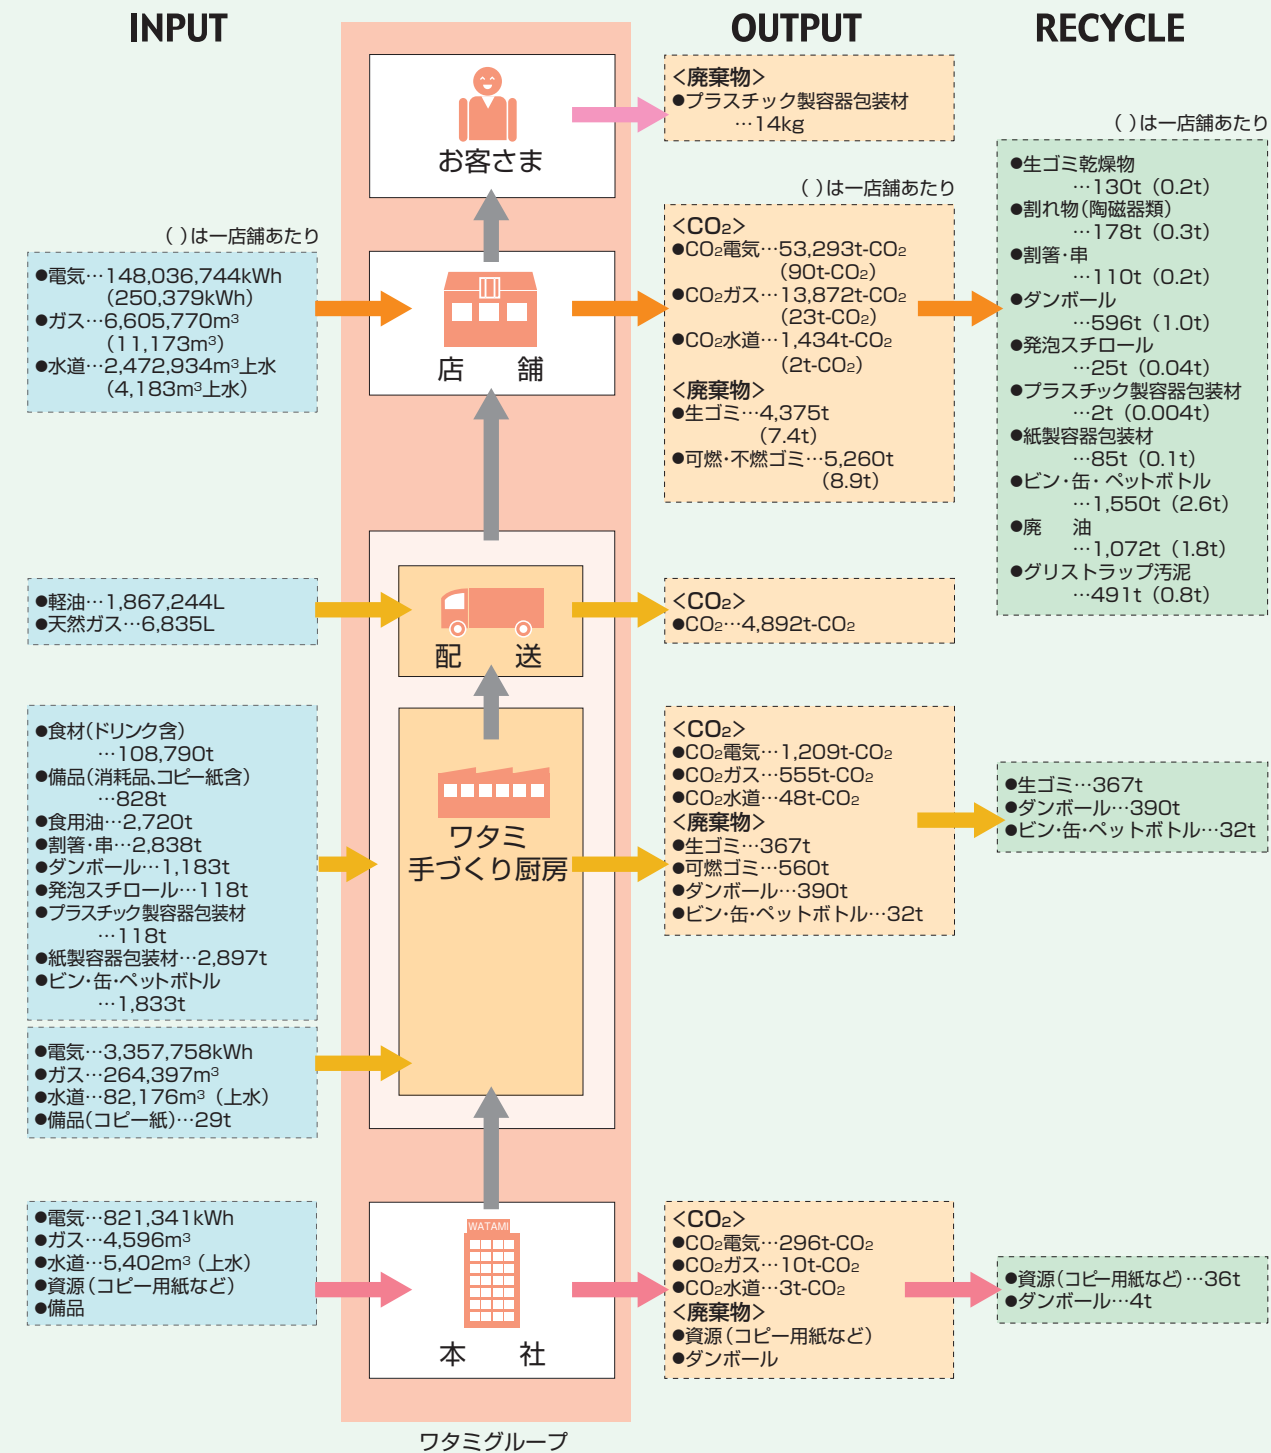 INPUT
OUTPUT
RECYCLE
お客さま
<廃棄物>
●プラスチック製容器包装材
…14kg
( )は一店舗あたり
●電気…148,036,744kWh
(250,379kWh)
●ガス…6,605,770m³
(11,173m³)
●水道…2,472,934m³上水
(4,183m³上水)
店 舗
( )は一店舗あたり
<CO₂>
●CO₂電気…53,293t-CO₂
(90t-CO₂)
●CO₂ガス…13,872t-CO₂
(23t-CO₂)
●CO₂水道…1,434t-CO₂
(2t-CO₂)
<廃棄物>
●生ゴミ…4,375t
(7.4t)
●可燃・不燃ゴミ…5,260t
(8.9t)
( )は一店舗あたり
●生ゴミ乾燥物
…130t(0.2t)
●割れ物(陶磁器類)
…178t(0.3t)
●割箸・串
…110t(0.2t)
●ダンボール
…596t(1.0t)
●発泡スチロール
…25t(0.04t)
●プラスチック製容器包装材
…2t(0.004t)
●紙製容器包装材
…85t(0.1t)
●ビン・缶・ペットボトル
…1,550t(2.6t)
●廃 油
…1,072t(1.8t)
●グリストラップ汚泥
…491t(0.8t)
●軽油…1,867,244L
●天然ガス…6,835L
配 送
<CO₂>
●CO₂…4,892t-CO₂
●食材(ドリンク含)
…108,790t
●備品(消耗品、コピー紙含)
…828t
●食用油…2,720t
●割箸・串…2,838t
●ダンボール…1,183t
●発泡スチロール…118t
●プラスチック製容器包装材
…118t
●紙製容器包装材…2,897t
●ビン・缶・ペットボトル
…1,833t
●電気…3,357,758kWh
●ガス…264,397m³
●水道…82,176m³(上水)
●備品(コピー紙)…29t
ワタミ
手づくり厨房
<CO₂>
●CO₂電気…1,209t-CO₂
●CO₂ガス…555t-CO₂
●CO₂水道…48t-CO₂
<廃棄物>
●生ゴミ…367t
●可燃ゴミ…560t
●ダンボール…390t
●ビン・缶・ペットボトル…32t
●生ゴミ…367t
●ダンボール…390t
●ビン・缶・ペットボトル…32t
●電気…821,341kWh
●ガス…4,596m³
●水道…5,402m³(上水)
●資源(コピー用紙など)
●備品
WATAMI
本 社
<CO₂>
●CO₂電気…296t-CO₂
●CO₂ガス…10t-CO₂
●CO₂水道…3t-CO₂
<廃棄物>
●資源(コピー用紙など)
●ダンボール
●資源(コピー用紙など)…36t
●ダンボール…4t
ワタミグループ